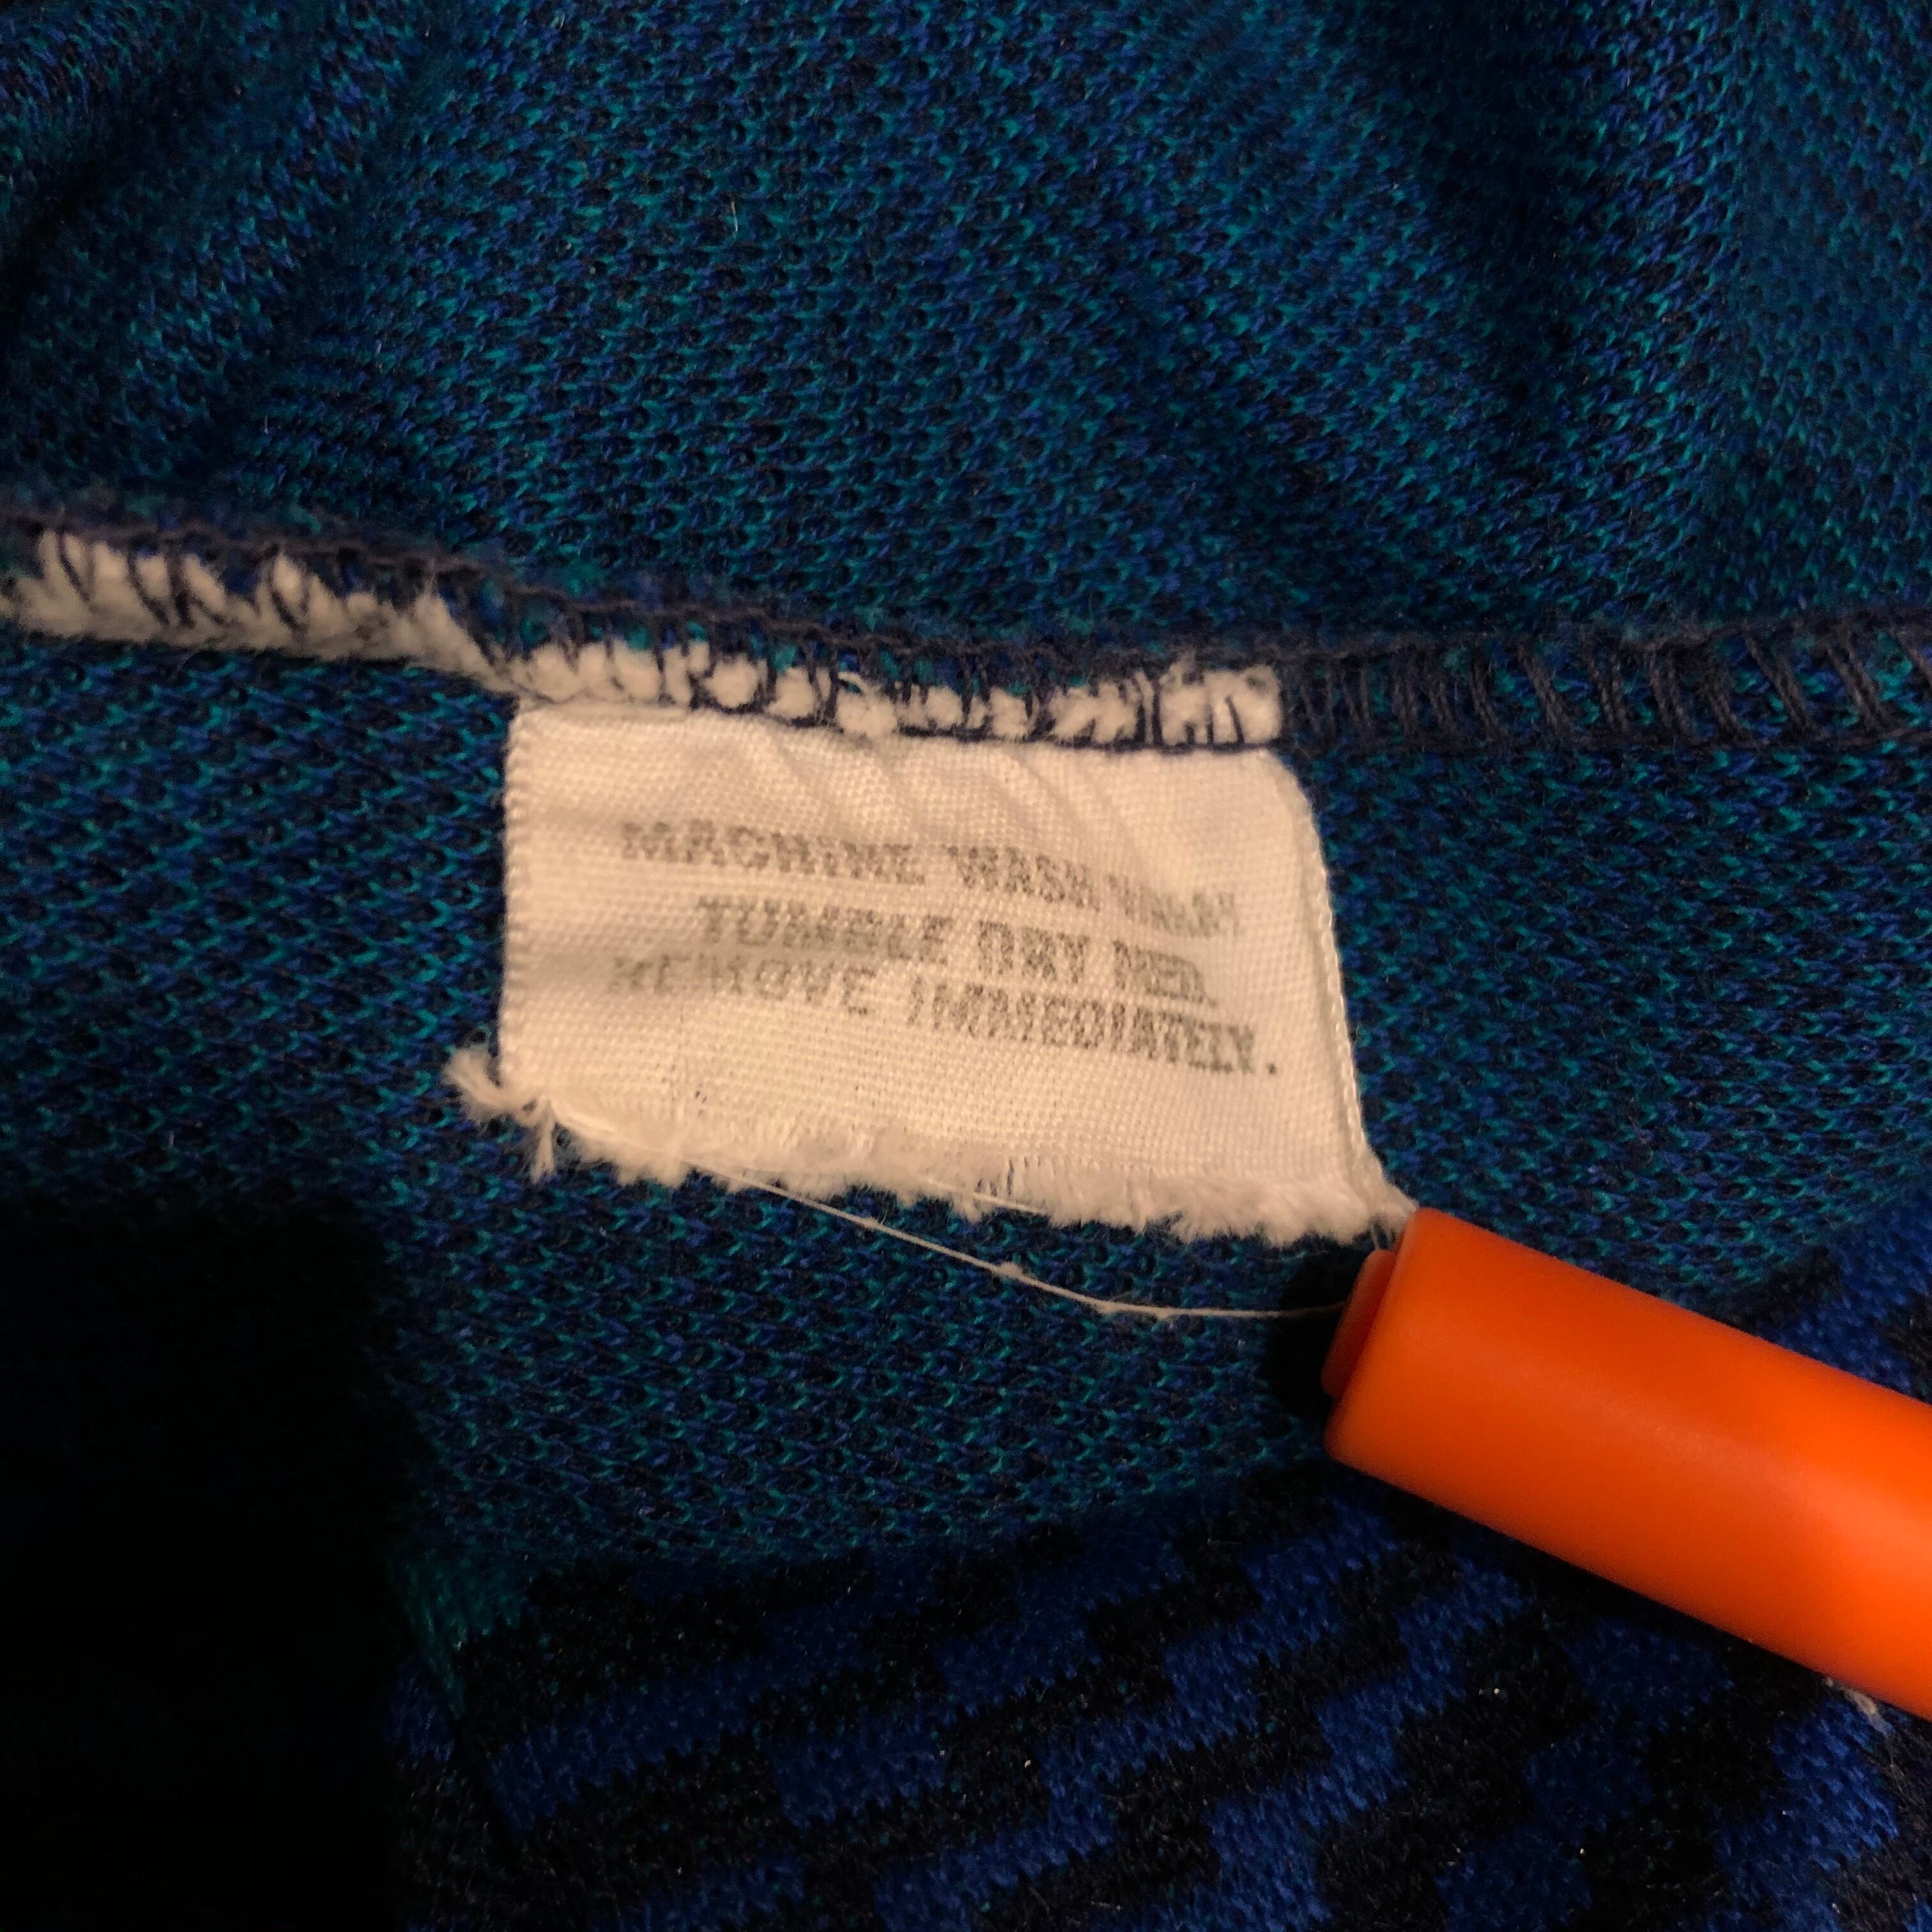 MACHINE WASH WARM
TUMBLE DRY MED.
REMOVE IMMEDIATELY.